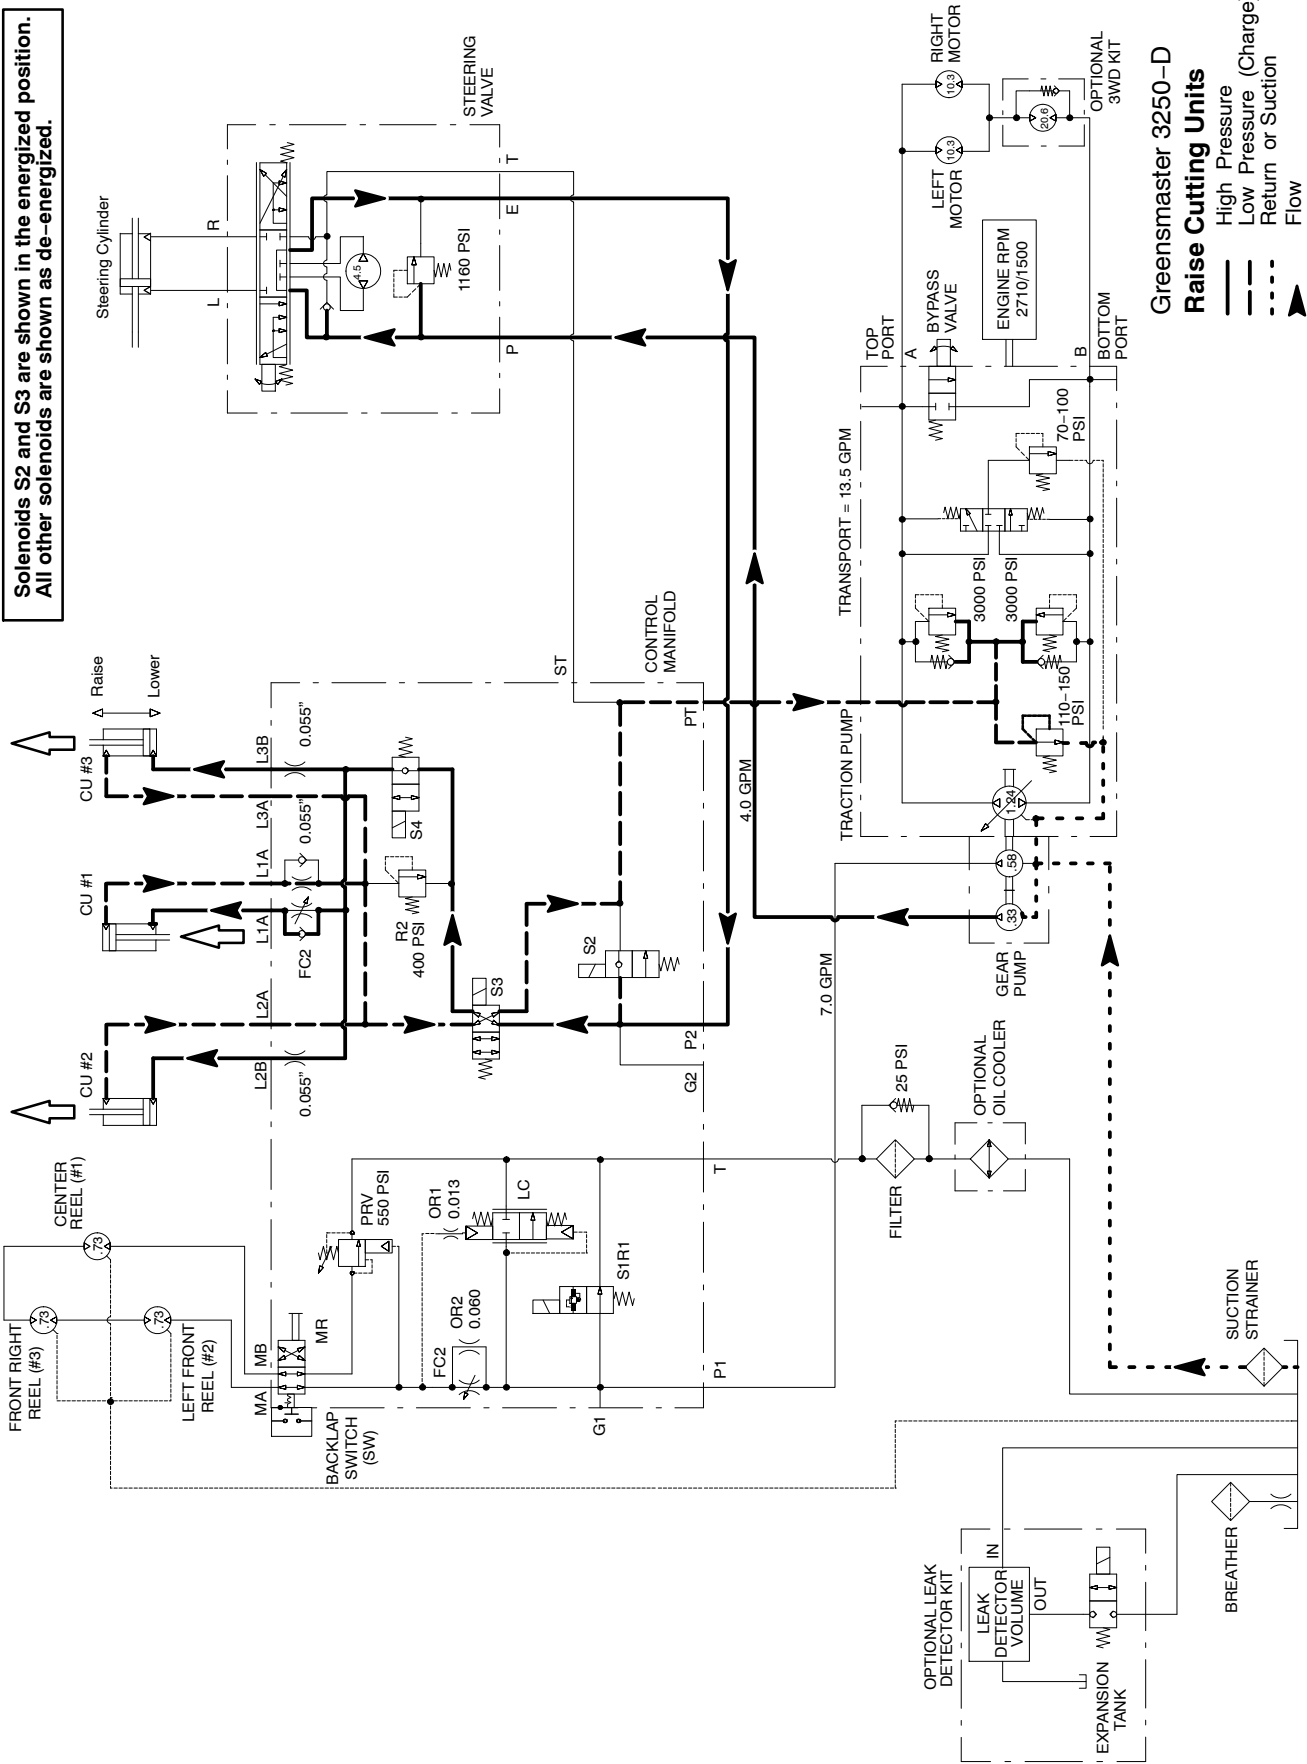 Solenoids S2 and S3 are shown in the energized position.
All other solenoids are shown as de-energized.
Steering Cylinder
L
R
STEERING
VALVE
4.5
1160 PSI
P
E
T
Raise
Lower
CU #3
CU #1
CU #2
L3B
L3A
L1A
L1A
L2A
L2B
0.055"
0.055"
0.055"
FC2
R2
400 PSI
S4
S3
S2
ST
CONTROL
MANIFOLD
PT
P2
G2
4.0 GPM
7.0 GPM
CENTER
REEL (#1)
.73
FRONT RIGHT
REEL (#3)
.73
LEFT FRONT
REEL (#2)
.73
MA
MB
MR
BACKLAP
SWITCH
(SW)
PRV
550 PSI
OR1
0.013
LC
FC2
OR2
0.060
S1R1
G1
P1
T
TRANSPORT = 13.5 GPM
TRACTION PUMP
TOP
PORT
A
BYPASS
VALVE
LEFT
MOTOR
10.3
RIGHT
MOTOR
10.3
20.6
OPTIONAL
3WD KIT
ENGINE RPM
2710/1500
B
BOTTOM
PORT
3000 PSI
3000 PSI
70-100
PSI
110-150
PSI
1.24
.58
.33
GEAR
PUMP
25 PSI
FILTER
OPTIONAL
OIL COOLER
SUCTION
STRAINER
OPTIONAL LEAK
DETECTOR KIT
LEAK
DETECTOR
VOLUME
IN
OUT
EXPANSION
TANK
BREATHER
Greensmaster 3250-D
Raise Cutting Units
High Pressure
Low Pressure (Charge)
Return or Suction
Flow